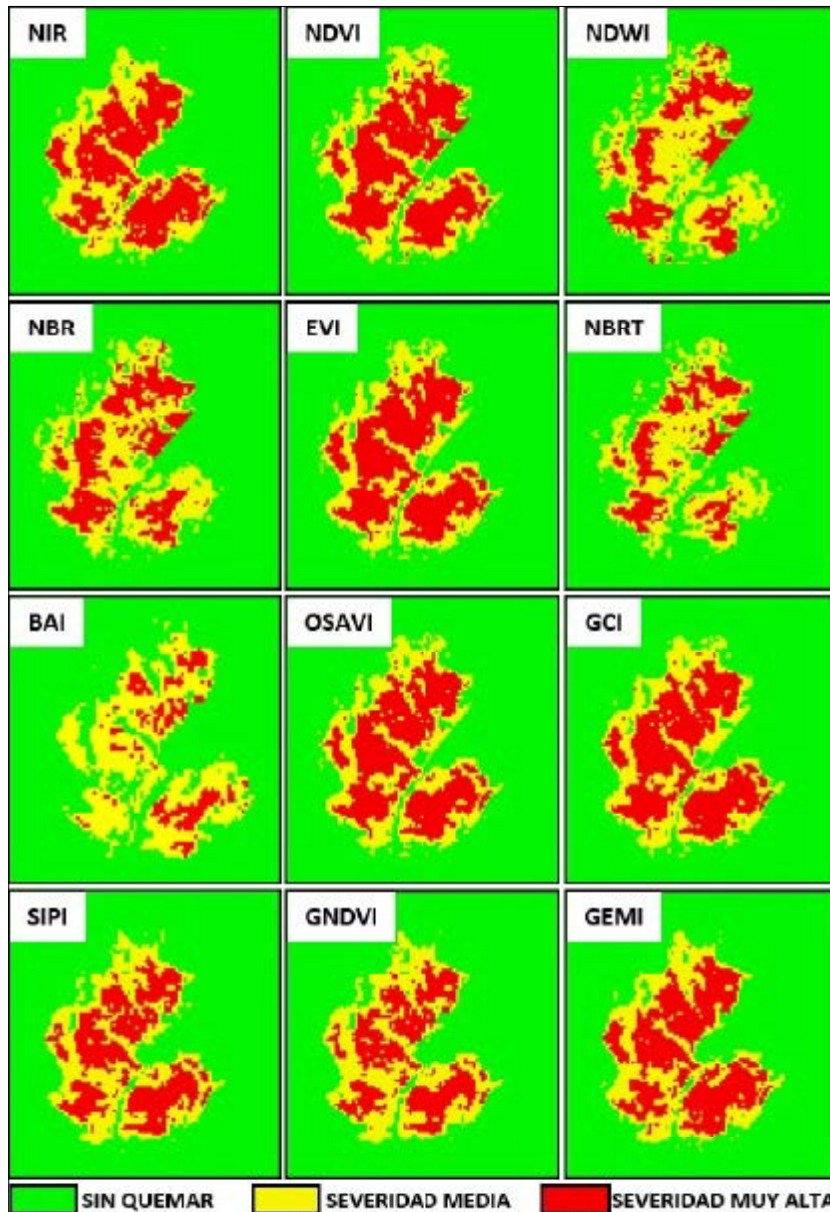 NIR
NDVI
NDWI
NBR
EVI
NBRT
BAI
OSAVI
GCI
SIPI
GNDVI
GEMI
SIN QUEMAR
SEVERIDAD MEDIA
SEVERIDAD MUY ALTA